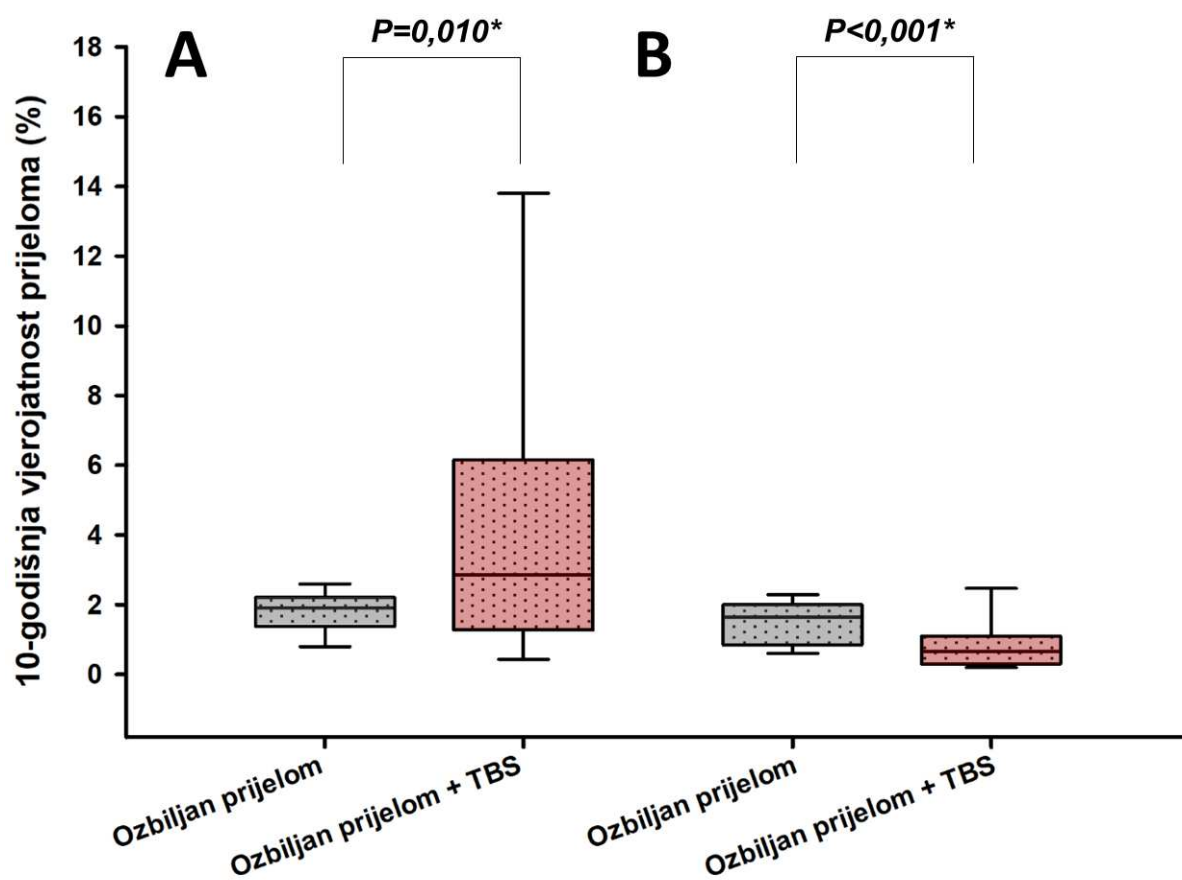 A
P=0,010*
B
P<0,001*
10-godišnja vjerojatnost prijeloma (%)
18
16
14
12
10
8
6
4
2
0
Ozbiljan prijelom
Ozbiljan prijelom + TBS
Ozbiljan prijelom
Ozbiljan prijelom + TBS